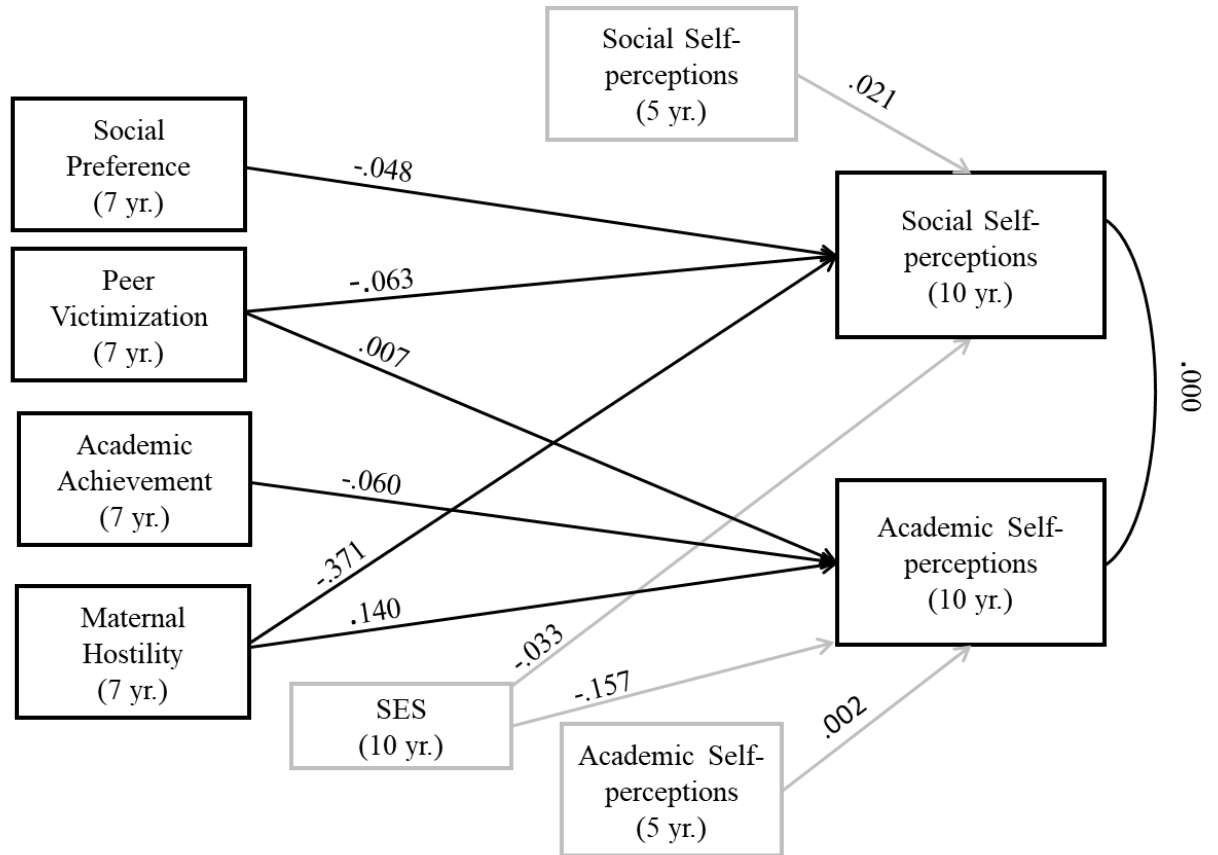 Social Self-
perceptions
(5 yr.)
.021
Social
Preference
(7 yr.)
-.048
Social Self-
perceptions
(10 yr.)
Peer
Victimization
(7 yr.)
-.063
.007
.000
Academic
Achievement
(7 yr.)
-.060
Academic Self-
perceptions
(10 yr.)
-.371
.140
Maternal
Hostility
(7 yr.)
-.033
-.157
SES
(10 yr.)
.002
Academic Self-
perceptions
(5 yr.)